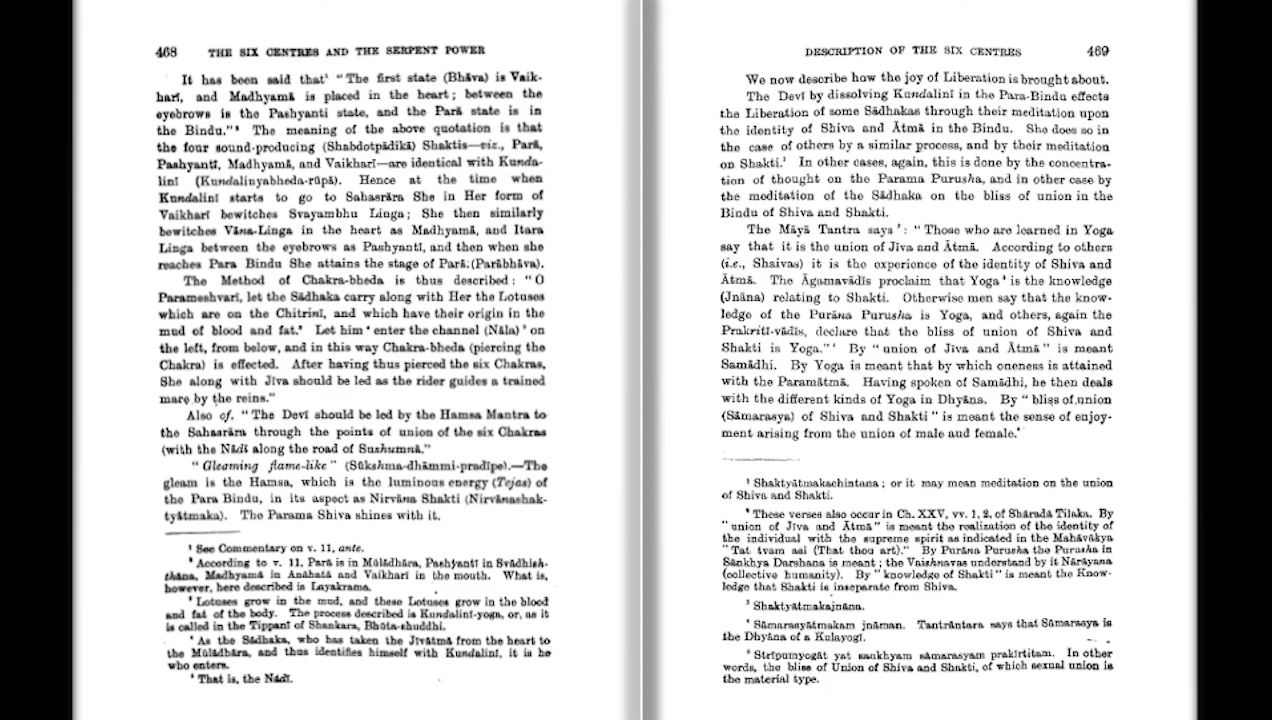 468 THE SIX CENTRES AND THE SERPENT POWER
It has been said that¹ "The first state (Bhāva) is Vaik-
harī, and Madhyamā is placed in the heart; between the
eyebrows is the Pashyantī state, and the Parā state is in
the Bindu."² The meaning of the above quotation is that
the four sound-producing (Shabdotpādikā) Shaktis—viz., Parā,
Pashyantī, Madhyamā, and Vaikharī—are identical with Kunda-
linī (Kundalinyabheda-rūpā). Hence at the time when
Kundalinī starts to go to Sahasrāra She in Her form of
Vaikharī bewitches Svayambhu Linga; She then similarly
bewitches Vāna-Linga in the heart as Madhyamā, and Itara
Linga between the eyebrows as Pashyantī, and then when she
reaches Para Bindu She attains the stage of Parā (Parābhāva).
The Method of Chakra-bheda is thus described: "O
Parameshvarī, let the Sādhaka carry along with Her the Lotuses
which are on the Chitrinī, and which have their origin in the
mud of blood and fat.³ Let him⁴ enter the channel (Nāla)⁵ on
the left, from below, and in this way Chakra-bheda (piercing the
Chakra) is effected. After having thus pierced the six Chakras,
She along with Jīva should be led as the rider guides a trained
mare by the reins."
Also cf. "The Devī should be led by the Hamsa Mantra to
the Sahasrāra through the points of union of the six Chakras
(with the Nādī along the road of Sushumnā."
"Gleaming flame-like" (Sūkshma-dhāmmi-pradīpe).—The
gleam is the Hamsa, which is the luminous energy (Tejas) of
the Para Bindu, in its aspect as Nirvāna Shakti (Nirvānashak-
tyātmaka). The Parama Shiva shines with it.
¹ See Commentary on v. 11, ante.
² According to v. 11, Parā is in Mūlādhāra, Pashyantī in Svādhish-
thāna, Madhyamā in Anāhata and Vaikharī in the mouth. What is,
however, here described is Layakrama.
³ Lotuses grow in the mud, and these Lotuses grow in the blood
and fat of the body. The process described is Kundalinī-yoga, or, as it
is called in the Tippanī of Shankara, Bhūta-shuddhi.
⁴ As the Sādhaka, who has taken the Jīvātmā from the heart to
the Mūlādhāra, and thus identifies himself with Kundalinī, it is he
who enters.
⁵ That is, the Nādī.
DESCRIPTION OF THE SIX CENTRES 469
We now describe how the joy of Liberation is brought about.
The Devī by dissolving Kundalinī in the Para-Bindu effects
the Liberation of some Sādhakas through their meditation upon
the identity of Shiva and Ātmā in the Bindu. She does so in
the case of others by a similar process, and by their meditation
on Shakti.¹ In other cases, again, this is done by the concentra-
tion of thought on the Parama Purusha, and in other case by
the meditation of the Sādhaka on the bliss of union in the
Bindu of Shiva and Shakti.
The Māyā Tantra says²: "Those who are learned in Yoga
say that it is the union of Jīva and Ātmā. According to others
(i.e., Shaivas) it is the experience of the identity of Shiva and
Ātmā. The Āgamavādīs proclaim that Yoga³ is the knowledge
(Jnāna) relating to Shakti. Otherwise men say that the know-
ledge of the Purāna Purusha is Yoga, and others, again the
Prakriti-vādīs, declare that the bliss of union of Shiva and
Shakti is Yoga."⁴ By "union of Jīva and Ātmā" is meant
Samādhi. By Yoga is meant that by which oneness is attained
with the Paramātmā. Having spoken of Samādhi, he then deals
with the different kinds of Yoga in Dhyāna. By "bliss of union
(Sāmarasya) of Shiva and Shakti" is meant the sense of enjoy-
ment arising from the union of male and female.⁵
¹ Shaktyātmakachintana; or it may mean meditation on the union
of Shiva and Shakti.
² These verses also occur in Ch. XXV, vv. 1, 2, of Shāradā Tilaka. By
"union of Jīva and Ātmā" is meant the realization of the identity of
the individual with the supreme spirit as indicated in the Mahāvākya
"Tat tvam asi (That thou art)." By Purāna Purusha the Purusha in
Sānkhya Darshana is meant; the Vaishnavas understand by it Nārāyana
(collective humanity). By "knowledge of Shakti" is meant the Know-
ledge that Shakti is inseparate from Shiva.
³ Shaktyātmakajnāna.
⁴ Sāmarasyātmakam jnāman. Tantrāntara says that Sāmarasya is
the Dhyāna of a Kulayogī.
⁵ Strīpumyogāt yat saukhyam sāmarasyam prakīrtitam. In other
words, the bliss of Union of Shiva and Shakti, of which sexual union is
the material type.